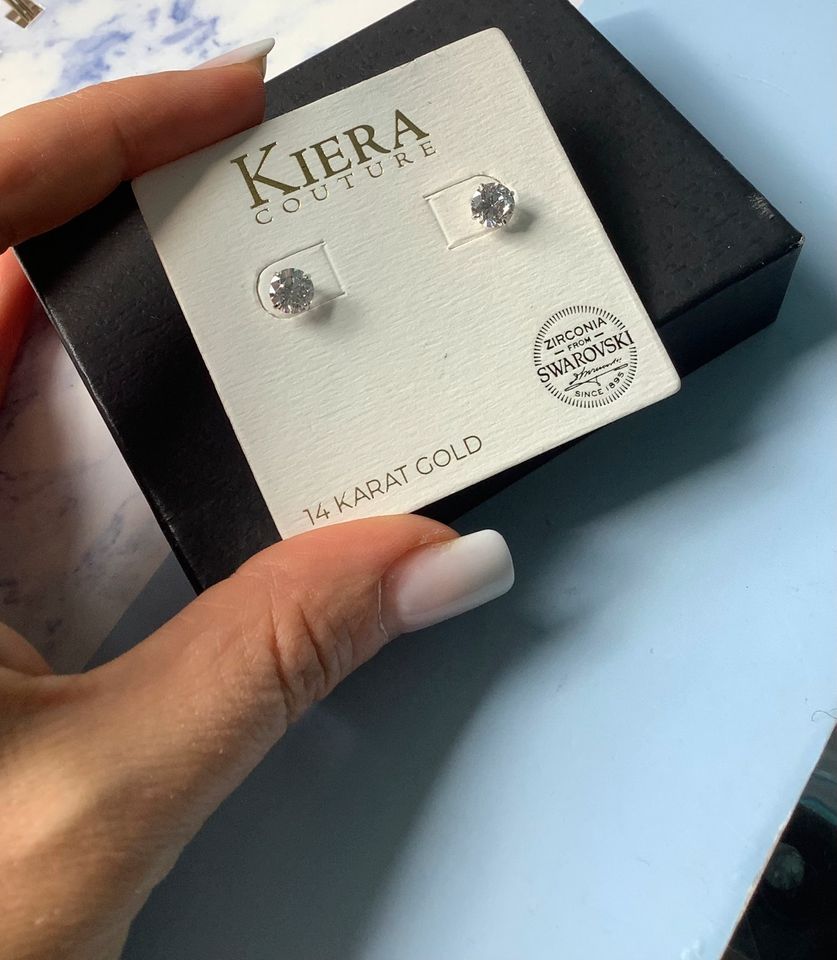 KIERA
COUTURE
ZIRCONIA
FROM
SWAROVSKI
SINCE 1895
14 KARAT GOLD